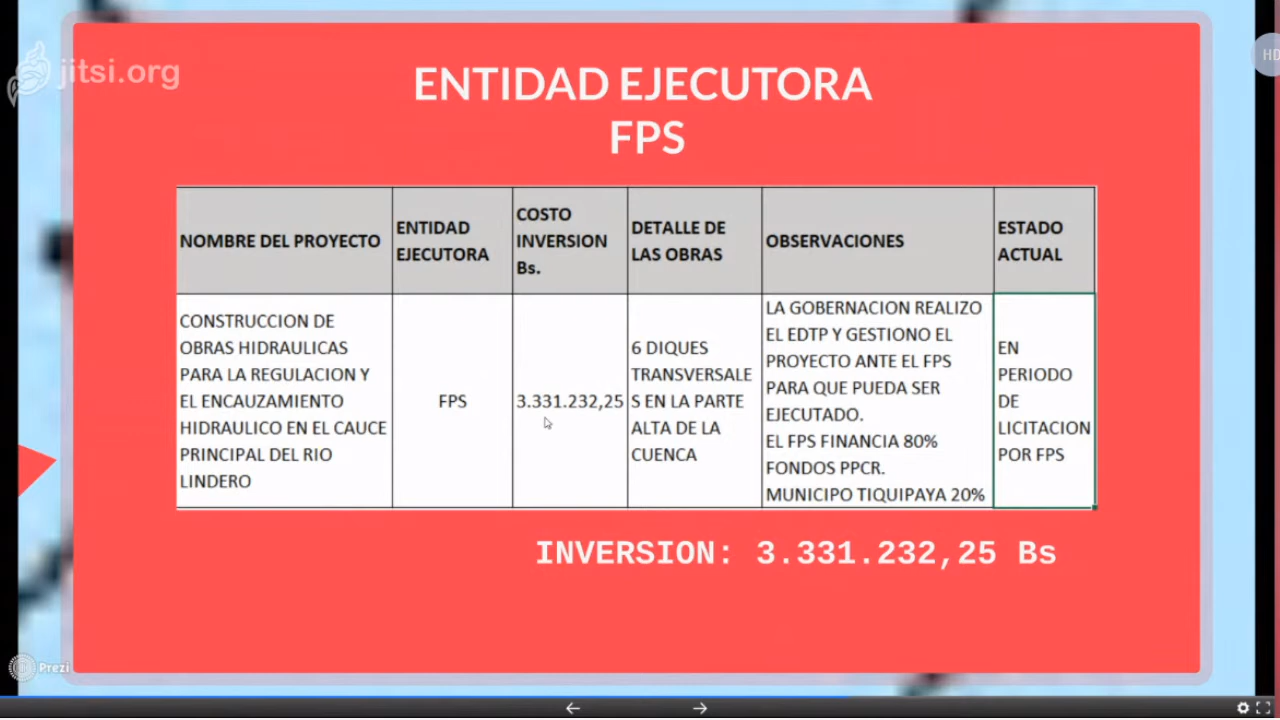 jitsi.org
HD
ENTIDAD EJECUTORA
FPS
NOMBRE DEL PROYECTO
ENTIDAD
EJECUTORA
COSTO
INVERSION
Bs.
DETALLE DE
LAS OBRAS
OBSERVACIONES
ESTADO
ACTUAL
CONSTRUCCION DE
OBRAS HIDRAULICAS
PARA LA REGULACION Y
EL ENCAUZAMIENTO
HIDRAULICO EN EL CAUCE
PRINCIPAL DEL RIO
LINDERO
FPS
3.331.232,25
6 DIQUES
TRANSVERSALE
S EN LA PARTE
ALTA DE LA
CUENCA
LA GOBERNACION REALIZO
EL EDTP Y GESTIONO EL
PROYECTO ANTE EL FPS
PARA QUE PUEDA SER
EJECUTADO.
EL FPS FINANCIA 80%
FONDOS PPCR.
MUNICIPO TIQUIPAYA 20%
EN
PERIODO
DE
LICITACION
POR FPS
INVERSION: 3.331.232,25 Bs
Prezi